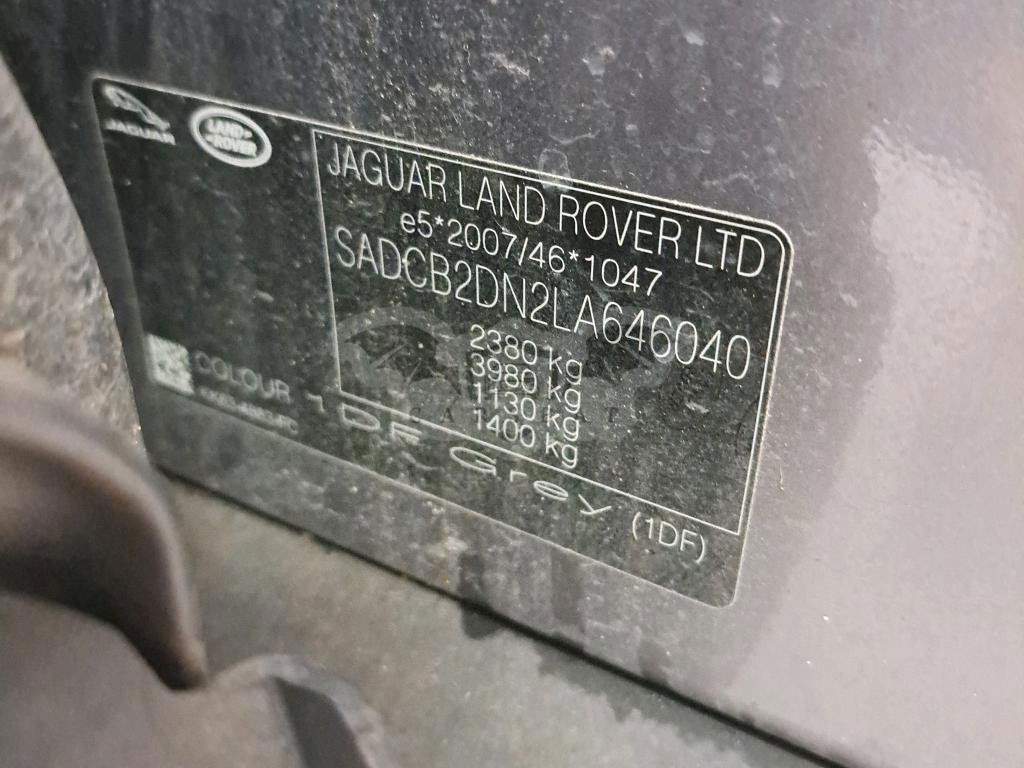 JAGUAR
LAND ROVER
JAGUAR LAND ROVER LTD
e5*2007/46*1047
SADCB2DN2LA646040
2380 kg
3980 kg
1130 kg
1400 kg
COLOUR 1DF Grey (1DF)